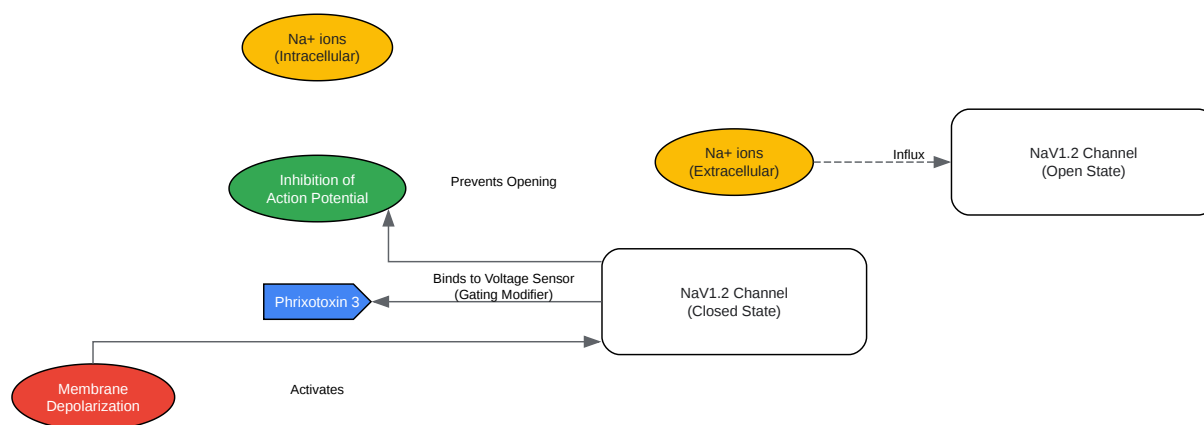 Na+ ions
(Intracellular)
Na+ ions
(Extracellular)
Influx
NaV1.2 Channel
(Open State)
Inhibition of
Action Potential
Prevents Opening
Binds to Voltage Sensor
(Gating Modifier)
Phrixotoxin 3
NaV1.2 Channel
(Closed State)
Membrane
Depolarization
Activates